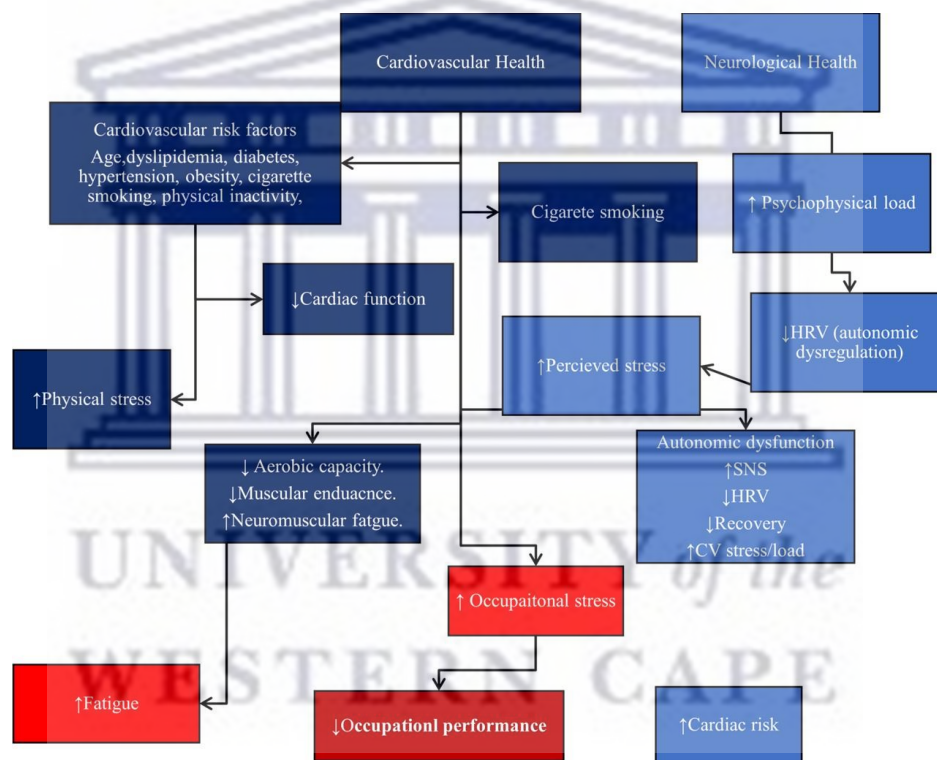 Cardiovascular Health
Neurological Health
Cardiovascular risk factors
Age,dyslipidemia, diabetes,
hypertension, obesity, cigarette
smoking, physical inactivity,
↑ Psychophysical load
Cigarete smoking
↓Cardiac function
↓HRV (autonomic
dysregulation)
↑Percieved stress
↑Physical stress
Autonomic dysfunction
↑SNS
↓HRV
↓Recovery
↑CV stress/load
↓ Aerobic capacity.
↓Muscular enduacnce.
↑Neuromuscular fatgue.
UNIVERSITY of the
WESTERN CAPE
↑ Occupaitonal stress
↑Fatigue
↓Occupationl performance
↑Cardiac risk